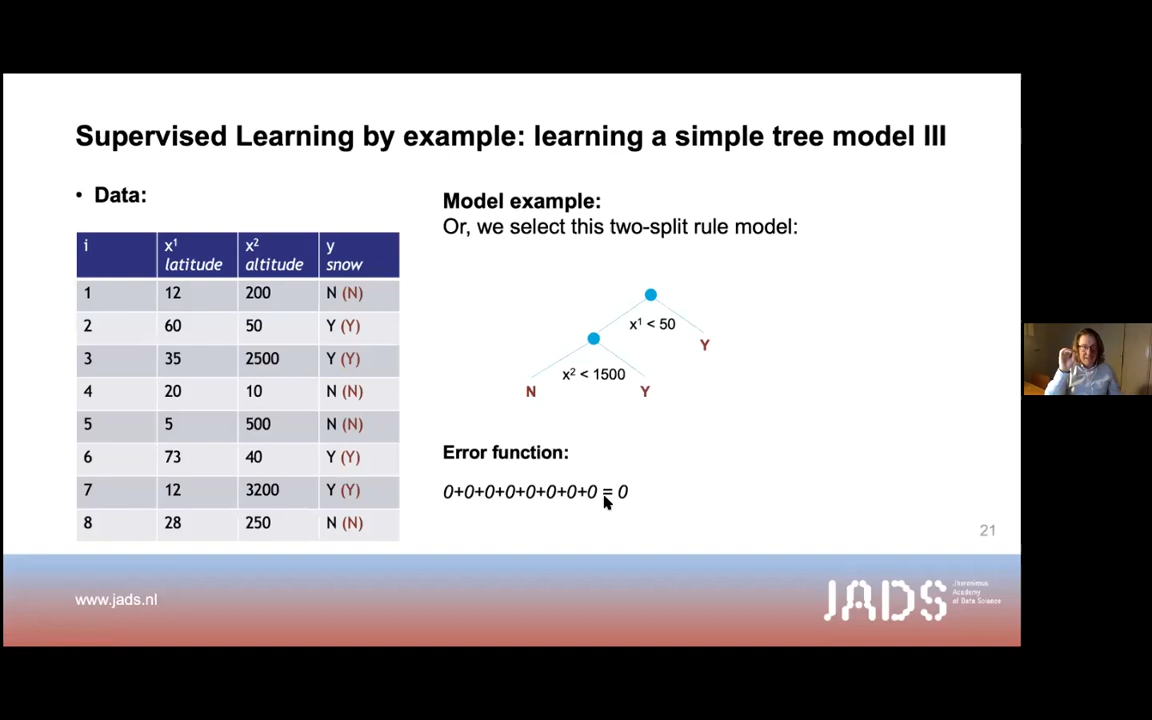 Supervised Learning by example: learning a simple tree model III
• Data:
i x¹ latitude x² altitude y snow
1 12 200 N (N)
2 60 50 Y (Y)
3 35 2500 Y (Y)
4 20 10 N (N)
5 5 500 N (N)
6 73 40 Y (Y)
7 12 3200 Y (Y)
8 28 250 N (N)
Model example:
Or, we select this two-split rule model:
x¹ < 50
Y
x² < 1500
N Y
Error function:
0+0+0+0+0+0+0+0 = 0
21
www.jads.nl
JADS
Jheronimus
Academy
of Data Science